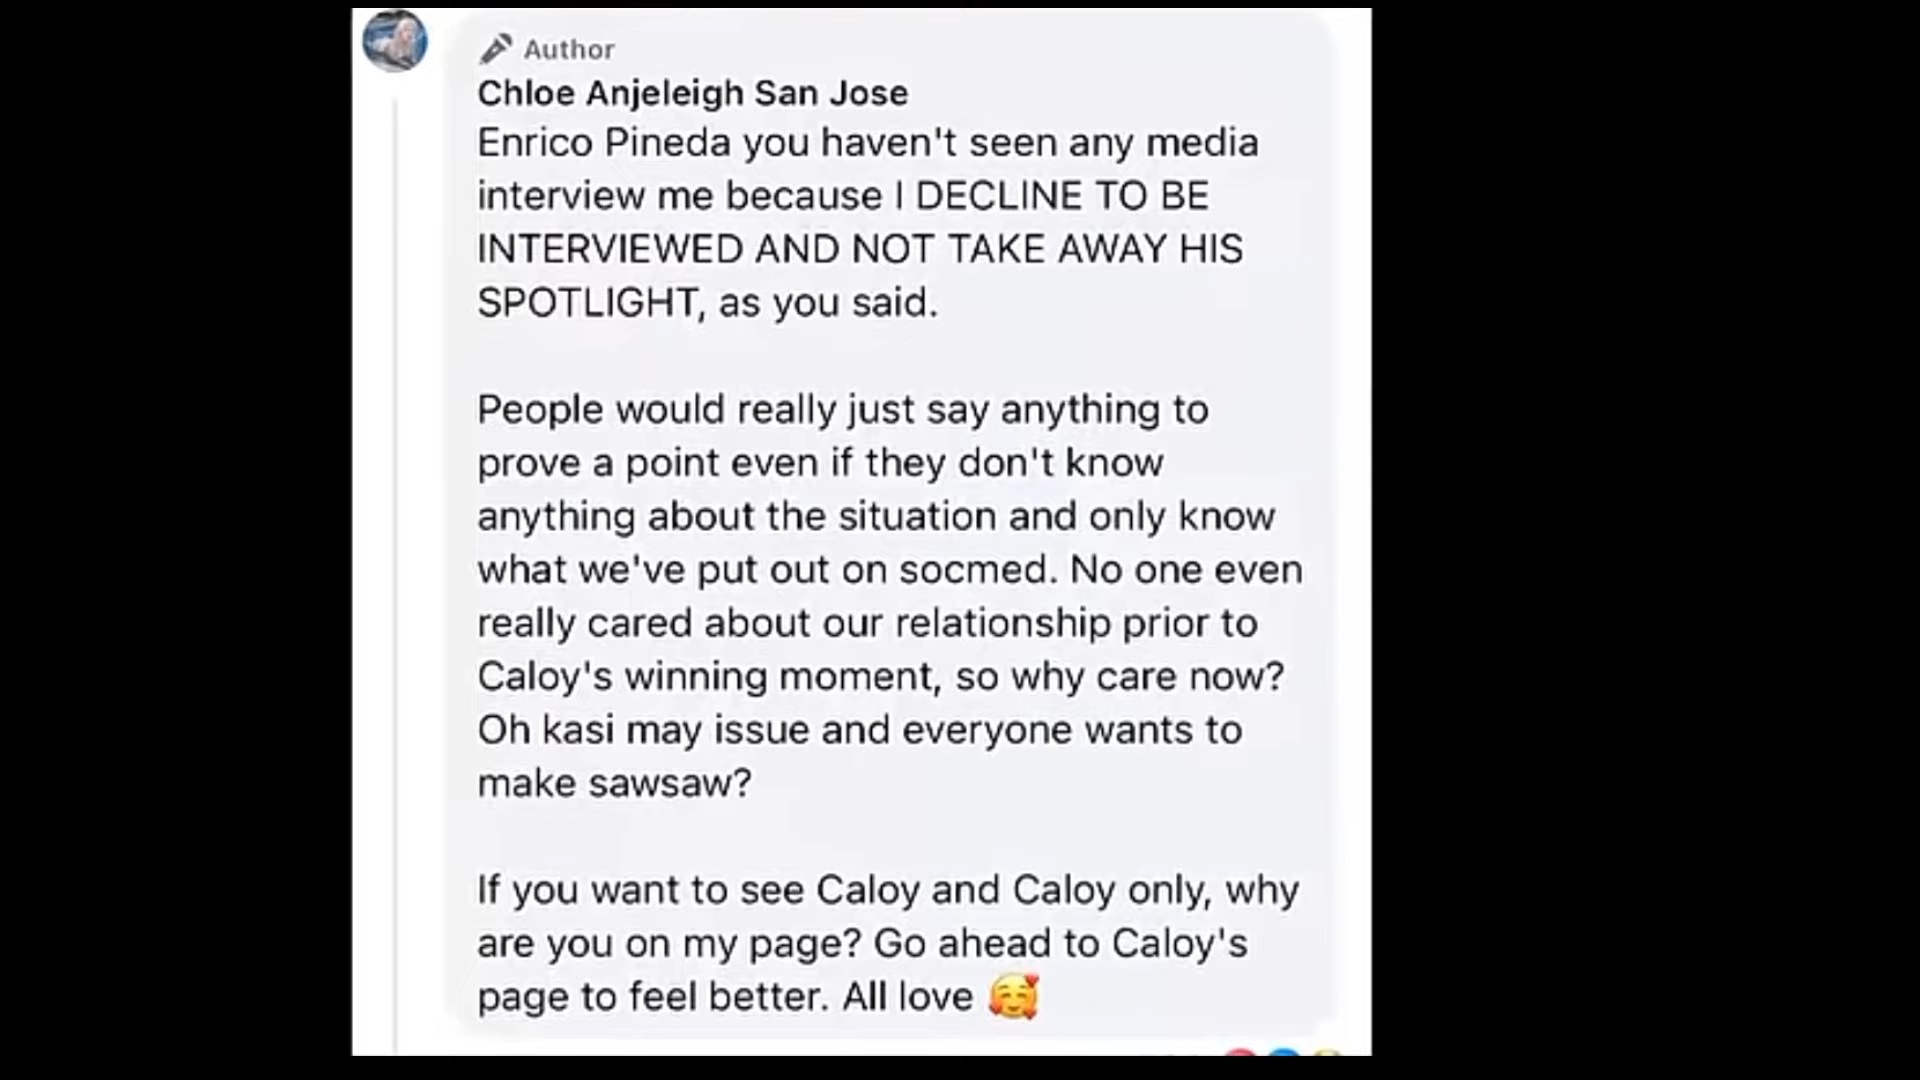 Author
Chloe Anjeleigh San Jose
Enrico Pineda you haven't seen any media
interview me because I DECLINE TO BE
INTERVIEWED AND NOT TAKE AWAY HIS
SPOTLIGHT, as you said.
People would really just say anything to
prove a point even if they don't know
anything about the situation and only know
what we've put out on socmed. No one even
really cared about our relationship prior to
Caloy's winning moment, so why care now?
Oh kasi may issue and everyone wants to
make sawsaw?
If you want to see Caloy and Caloy only, why
are you on my page? Go ahead to Caloy's
page to feel better. All love 🥰